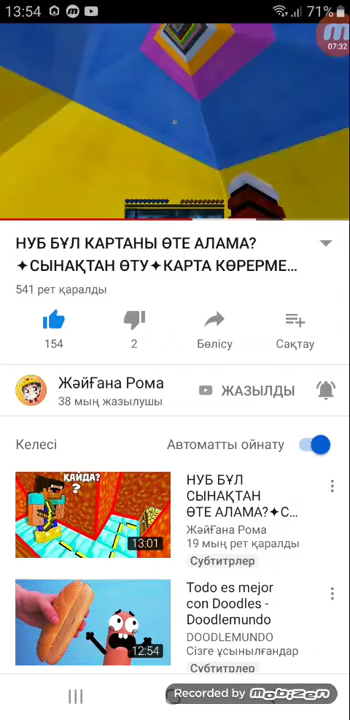 13:54
71%
07:32
НУБ БҰЛ КАРТАНЫ ӨТЕ АЛАМА?
✦СЫНАҚТАН ӨТУ✦КАРТА КӨРЕРМЕ...
541 рет қаралды
154
2
Бөлісу
Сақтау
ЖәйҒана Рома
38 мың жазылушы
ЖАЗЫЛДЫ
Келесі
Автоматты ойнату
ҚАЙДА?
?
13:01
НУБ БҰЛ
СЫНАҚТАН
ӨТЕ АЛАМА?✦С...
ЖәйҒана Рома
19 мың рет қаралды
Субтитрлер
12:54
Todo es mejor
con Doodles -
Doodlemundo
DOODLEMUNDO
Сізге ұсынылғандар
Субтитрлер
Recorded by Mobizen